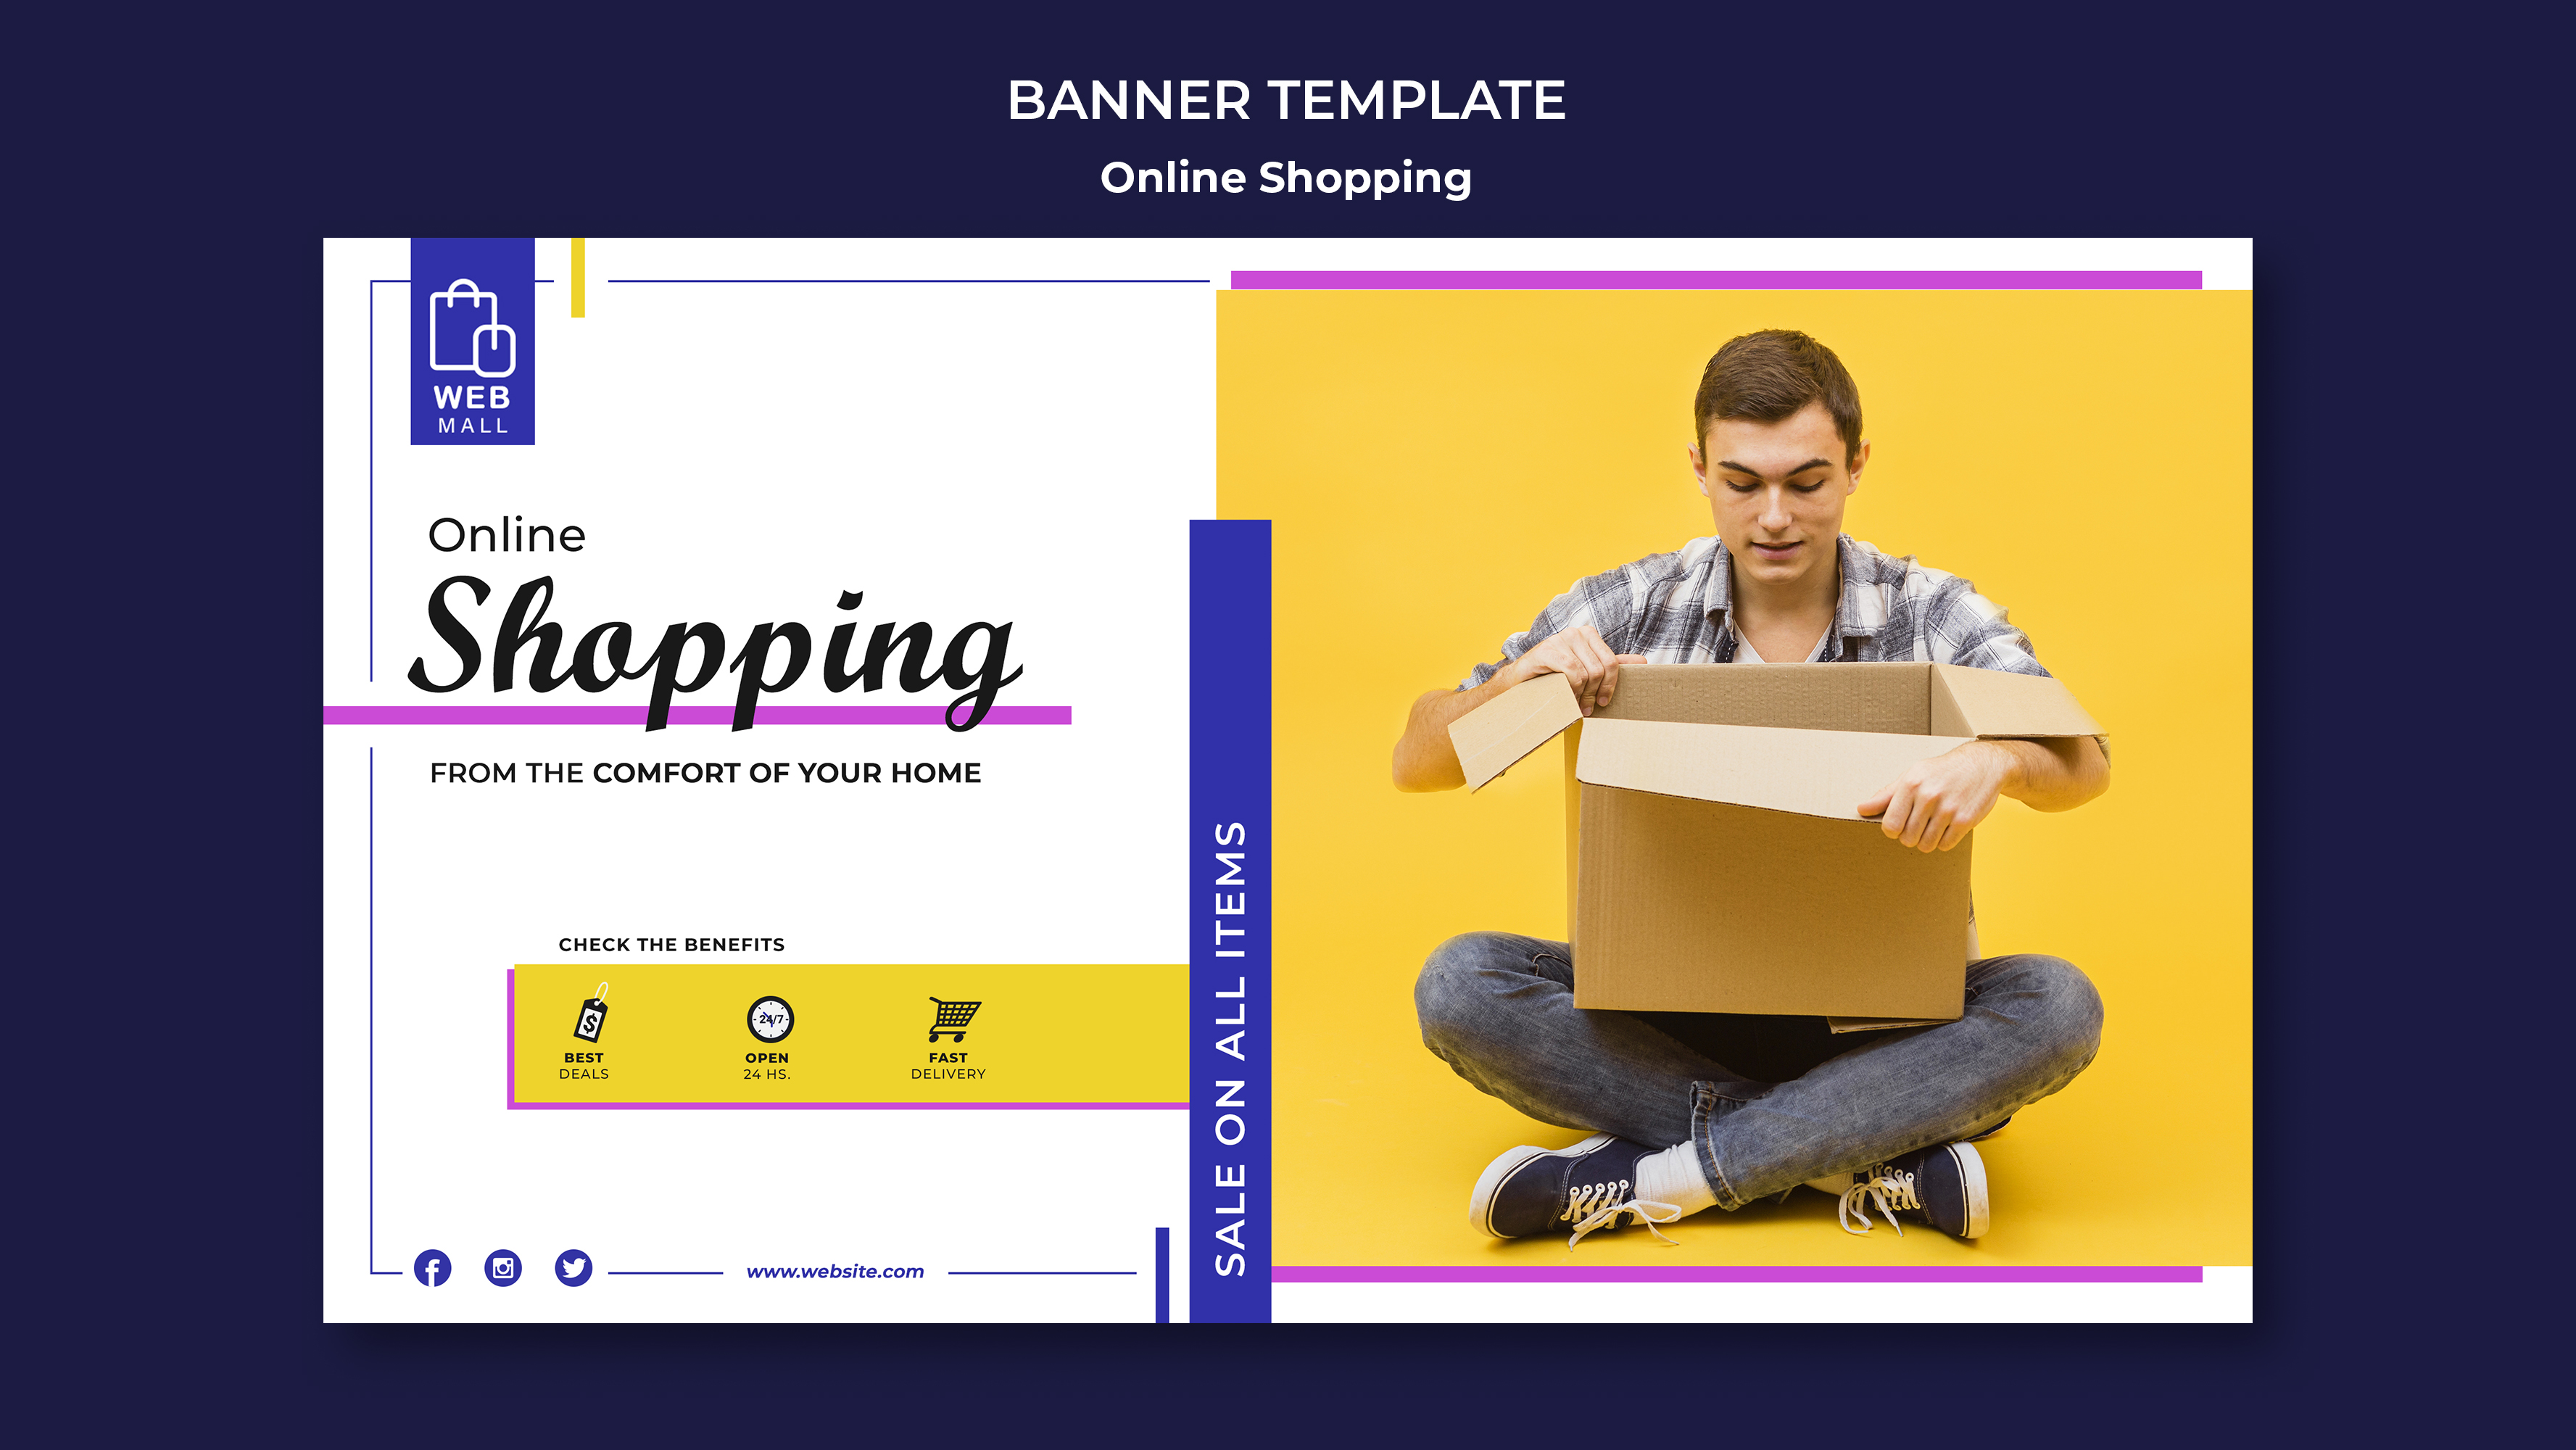 BANNER TEMPLATE
Online Shopping
WEB
MALL
Online
Shopping
FROM THE COMFORT OF YOUR HOME
CHECK THE BENEFITS
$
BEST
DEALS
24/7
OPEN
24 HS.
FAST
DELIVERY
www.website.com
SALE ON ALL ITEMS